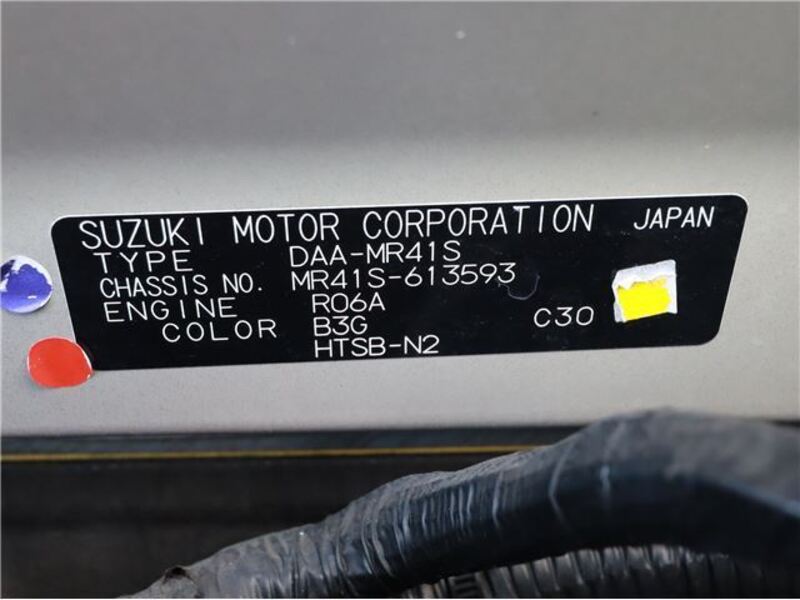 SUZUKI MOTOR CORPORATION JAPAN
TYPE DAA-MR41S
CHASSIS NO. MR41S-613593
ENGINE R06A
COLOR B3G C30
HTSB-N2